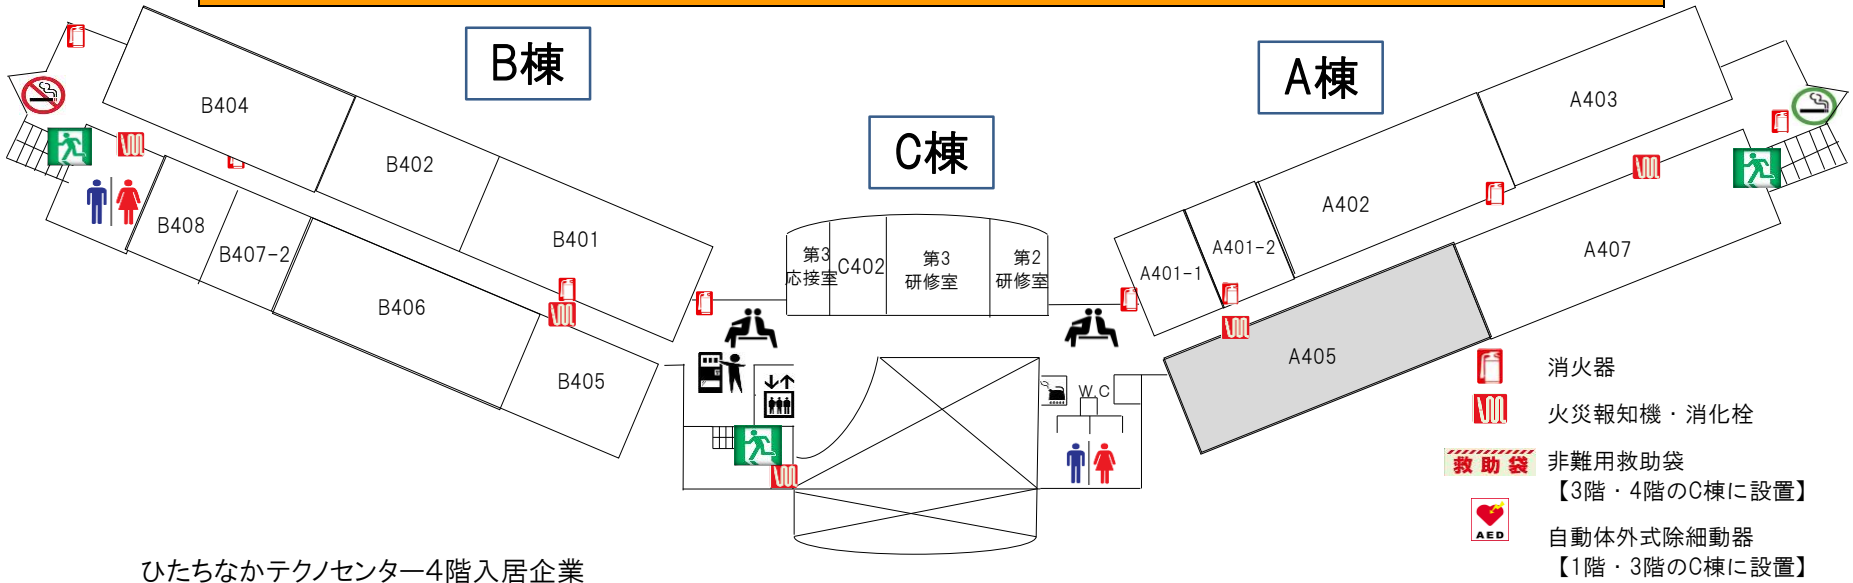 B棟
A棟
C棟
B404
B402
B401
B408
B407-2
B406
B405
第3
応接室
C402
第3
研修室
第2
研修室
A401-1
A401-2
A402
A403
A405
A407
W.C
消火器
火災報知機・消化栓
救助袋
非難用救助袋
【3階・4階のC棟に設置】
AED
自動体外式除細動器
【1階・3階のC棟に設置】
ひたちなかテクノセンター4階入居企業